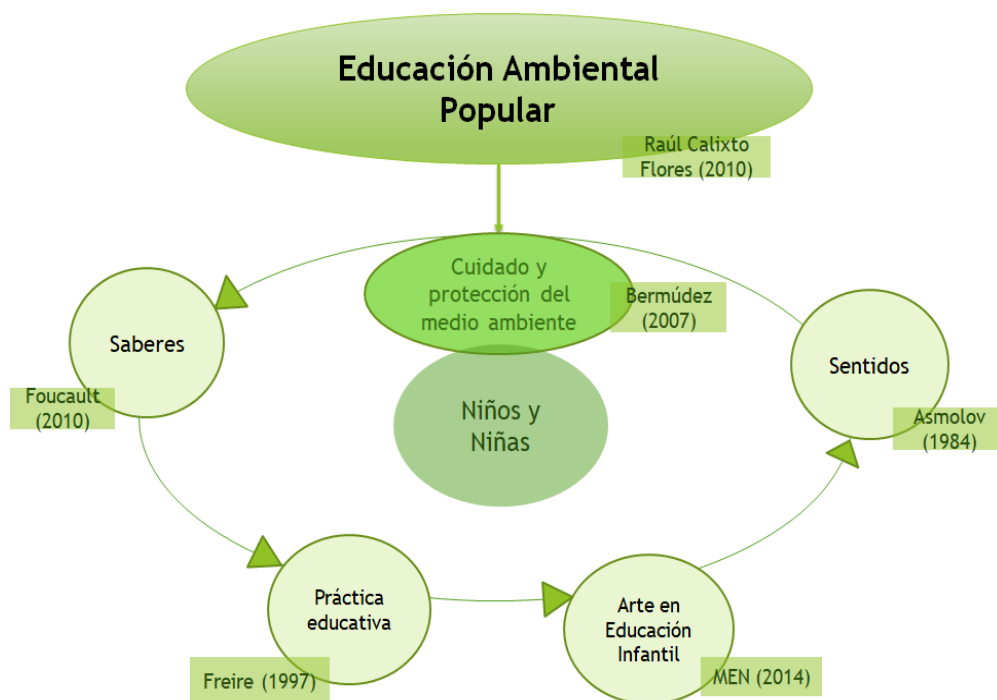 Educación Ambiental
Popular
Raúl Calixto
Flores (2010)
Cuidado y
protección del
medio ambiente
Bermúdez
(2007)
Saberes
Foucault
(2010)
Sentidos
Asmolov
(1984)
Niños y
Niñas
Práctica
educativa
Freire (1997)
Arte en
Educación
Infantil
MEN (2014)